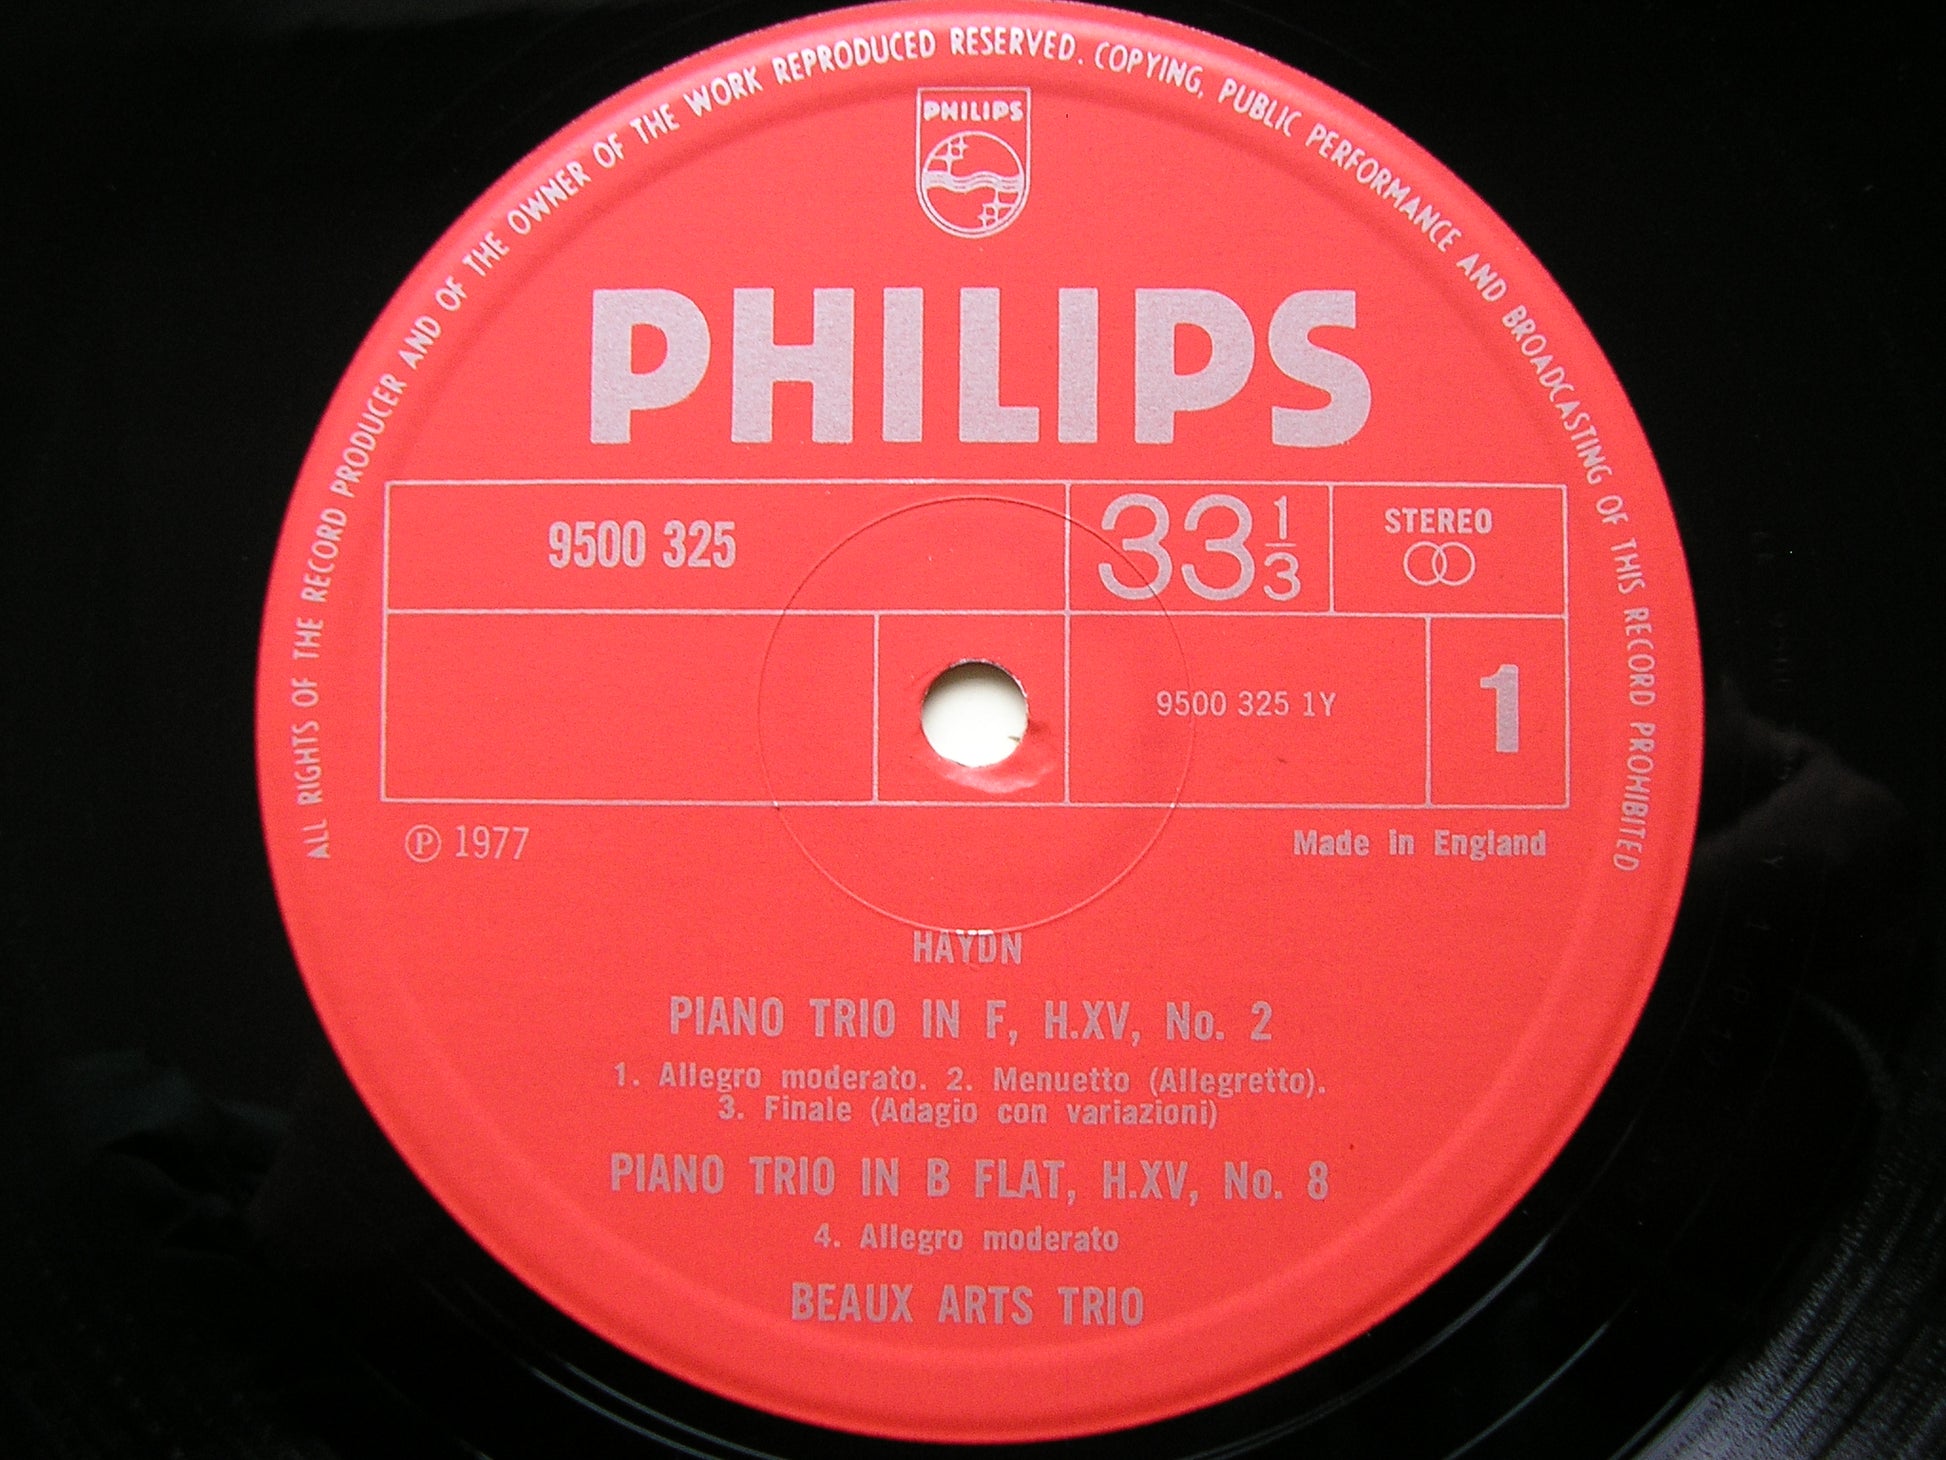 ALL RIGHTS OF THE RECORD PRODUCER AND OF THE OWNER OF THE WORK REPRODUCED RESERVED. COPYING, PUBLIC PERFORMANCE AND BROADCASTING OF THIS RECORD PROHIBITED
PHILIPS
PHILIPS
9500 325
33 1/3
STEREO
9500 325 1Y
1
Ⓟ 1977
Made in England
HAYDN
PIANO TRIO IN F, H.XV, No. 2
1. Allegro moderato. 2. Menuetto (Allegretto).
3. Finale (Adagio con variazioni)
PIANO TRIO IN B FLAT, H.XV, No. 8
4. Allegro moderato
BEAUX ARTS TRIO